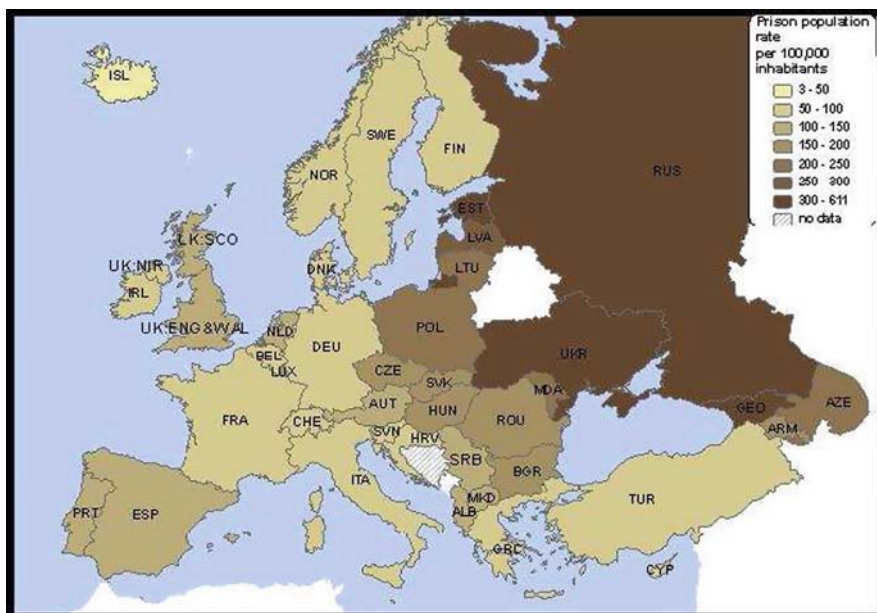 Prison population
rate
per 100,000
inhabitants
3 - 50
50 - 100
100 - 150
150 - 200
200 - 250
250 - 300
300 - 611
no data
ISL
SWE
FIN
NOR
RUS
EST
UK:SCO
LVA
UK:NIR
DNK
LTU
IRL
UK:ENG&WAL
NLD
POL
BEL
DEU
UKR
LUX
CZE
SVK
MDA
AUT
HUN
ROU
FRA
CHE
GEO
AZE
SVN
HRV
ARM
SRB
BGR
ITA
MKD
TUR
PRT
ESP
ALB
GRC
CYP